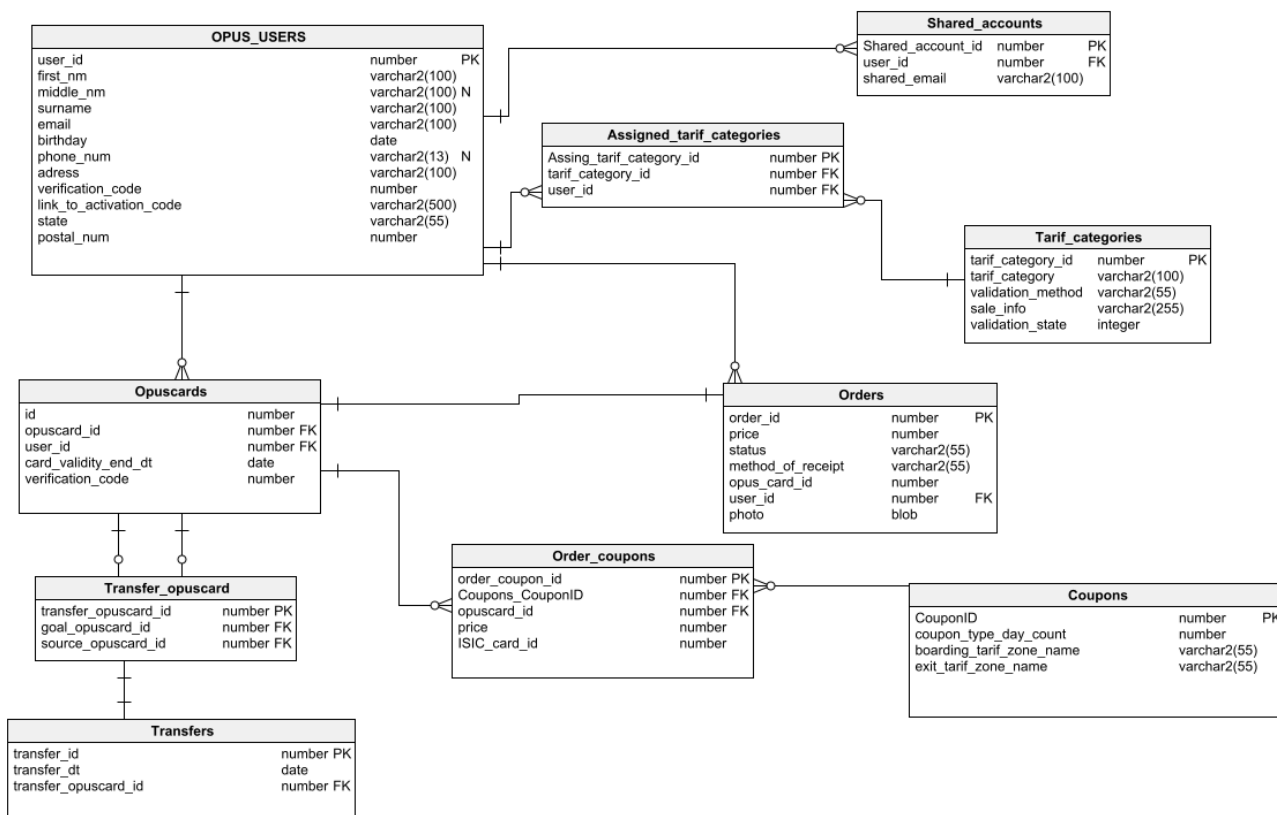 OPUS_USERS
user_id number PK
first_nm varchar2(100)
middle_nm varchar2(100) N
surname varchar2(100)
email varchar2(100)
birthday date
phone_num varchar2(13) N
adress varchar2(100)
verification_code number
link_to_activation_code varchar2(500)
state varchar2(55)
postal_num number
Shared_accounts
Shared_account_id number PK
user_id number FK
shared_email varchar2(100)
Assigned_tarif_categories
Assing_tarif_category_id number PK
tarif_category_id number FK
user_id number FK
Tarif_categories
tarif_category_id number PK
tarif_category varchar2(100)
validation_method varchar2(55)
sale_info varchar2(255)
validation_state integer
Opuscards
id number
opuscard_id number FK
user_id number FK
card_validity_end_dt date
verification_code number
Orders
order_id number PK
price number
status varchar2(55)
method_of_receipt varchar2(55)
opus_card_id number
user_id number FK
photo blob
Order_coupons
order_coupon_id number PK
Coupons_CouponID number FK
opuscard_id number FK
price number
ISIC_card_id number
Coupons
CouponID number PK
coupon_type_day_count number
boarding_tarif_zone_name varchar2(55)
exit_tarif_zone_name varchar2(55)
Transfer_opuscard
transfer_opuscard_id number PK
goal_opuscard_id number FK
source_opuscard_id number FK
Transfers
transfer_id number PK
transfer_dt date
transfer_opuscard_id number FK